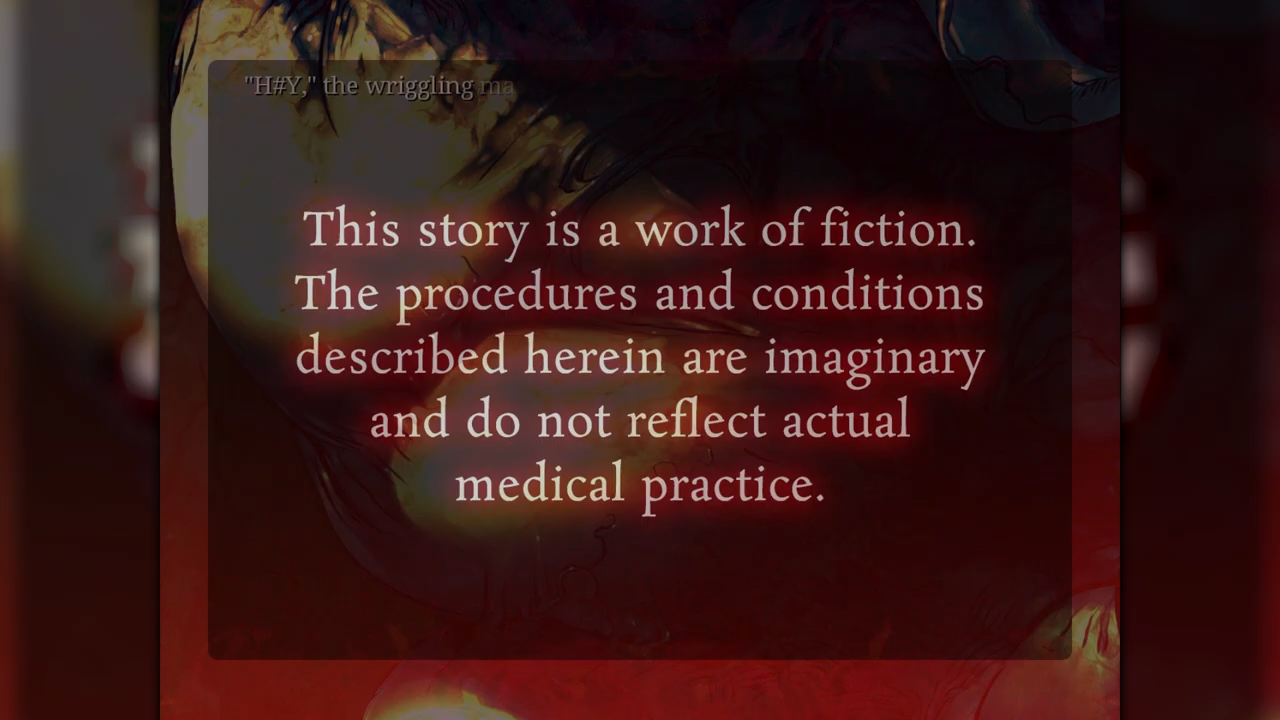 "H#Y," the wriggling ma
This story is a work of fiction.
The procedures and conditions
described herein are imaginary
and do not reflect actual
medical practice.